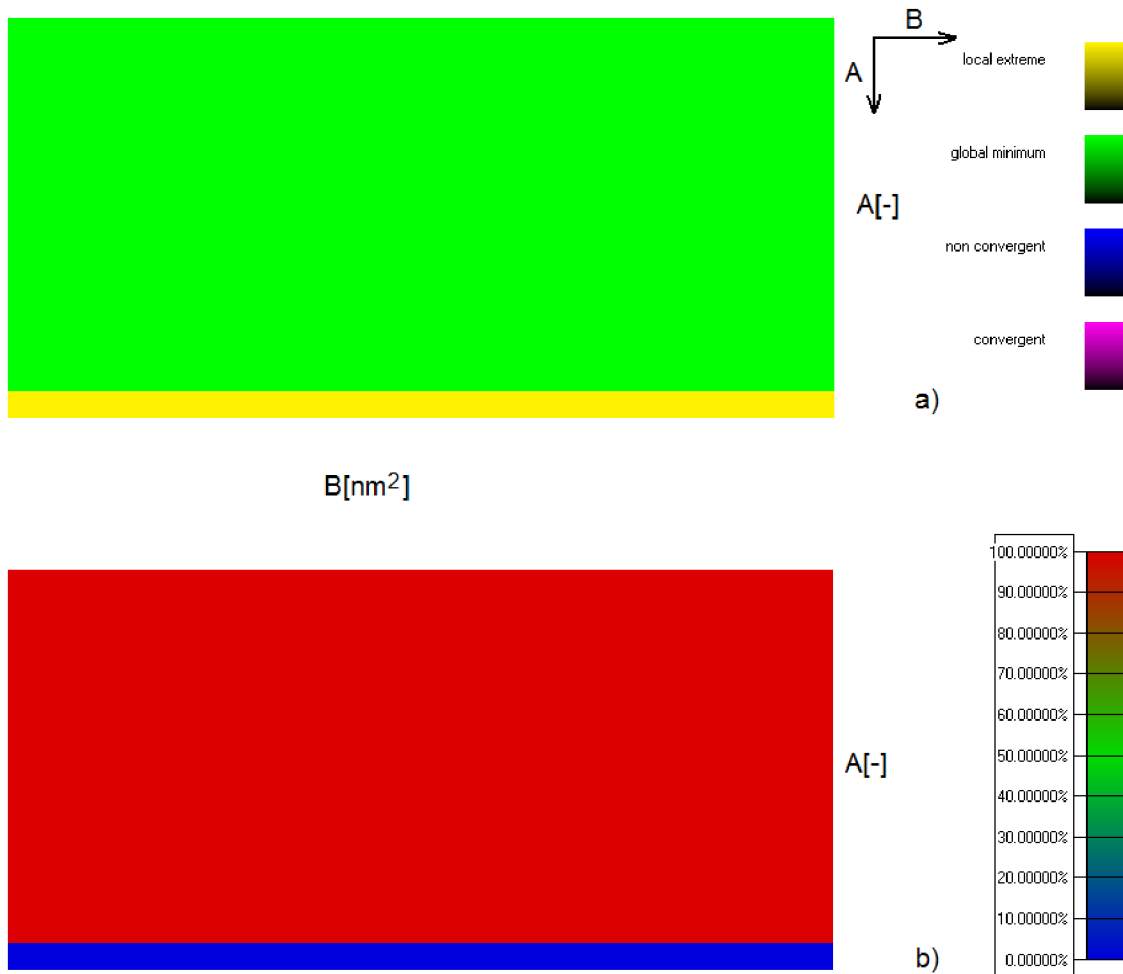 B
A
local extreme
global minimum
A[-]
non convergent
convergent
a)
B[nm²]
100.00000%
90.00000%
80.00000%
70.00000%
60.00000%
50.00000%
A[-]
40.00000%
30.00000%
20.00000%
10.00000%
b)
0.00000%